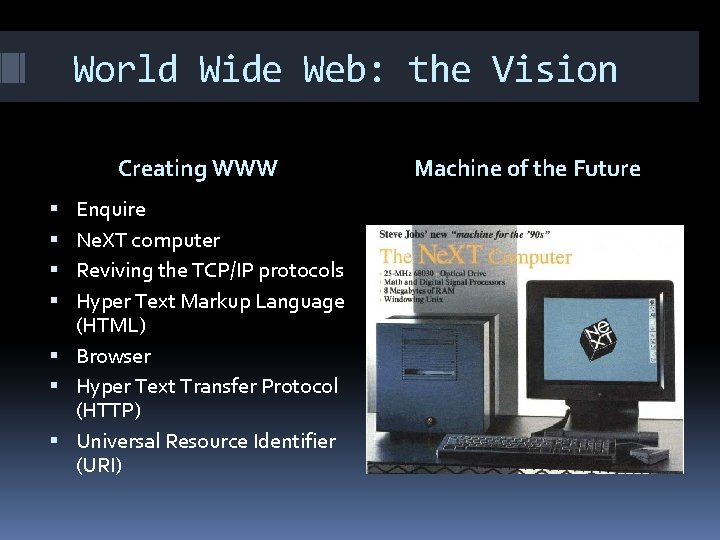 World Wide Web: the Vision
Creating WWW
Enquire
Ne.XT computer
Reviving the TCP/IP protocols
Hyper Text Markup Language
(HTML)
Browser
Hyper Text Transfer Protocol
(HTTP)
Universal Resource Identifier
(URI)
Machine of the Future
Steve Jobs' new "machine for the '90s"
The NeXT Computer
25-MHz 68030 Optical Drive
Math and Digital Signal Processors
8 Megabytes of RAM
Windowing Unix
NeXT